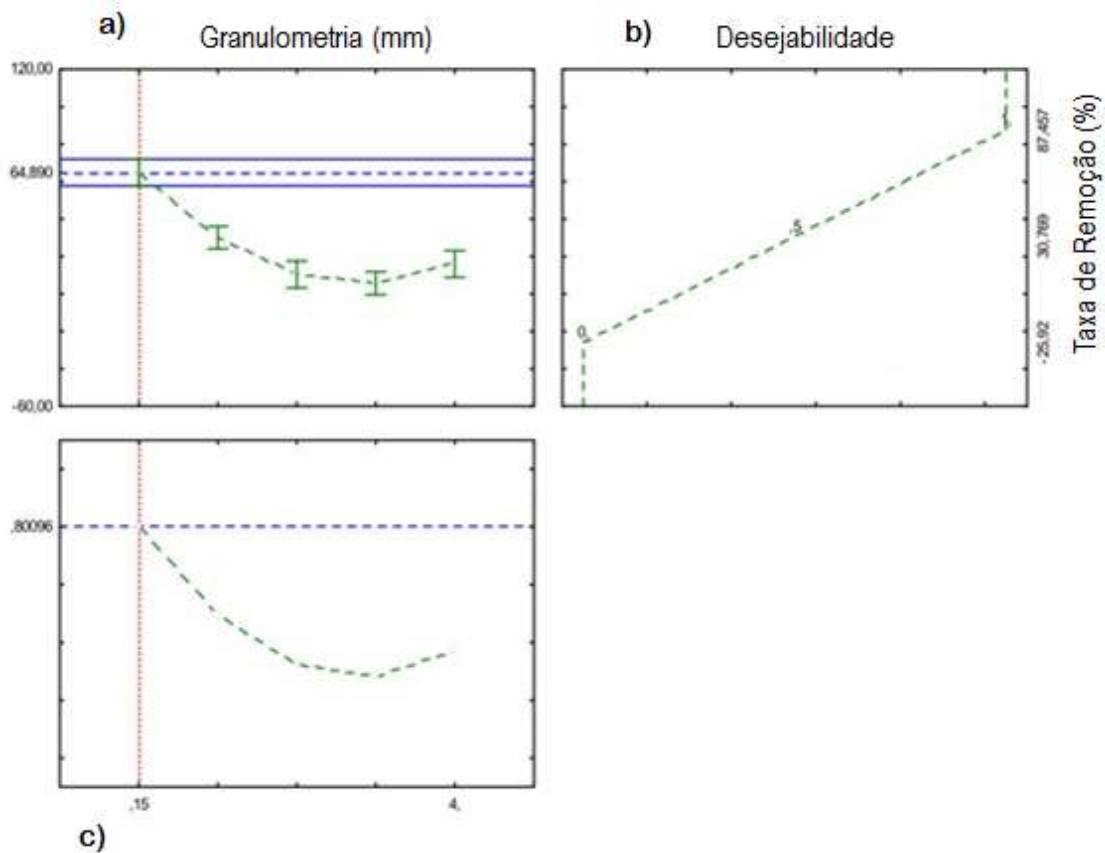 a)
Granulometria (mm)
b)
Desejabilidade
120,00
64,890
-60,00
0,
,5
1,
87,457
30,769
-25,92
Taxa de Remoção (%)
,80096
,15
4,
c)